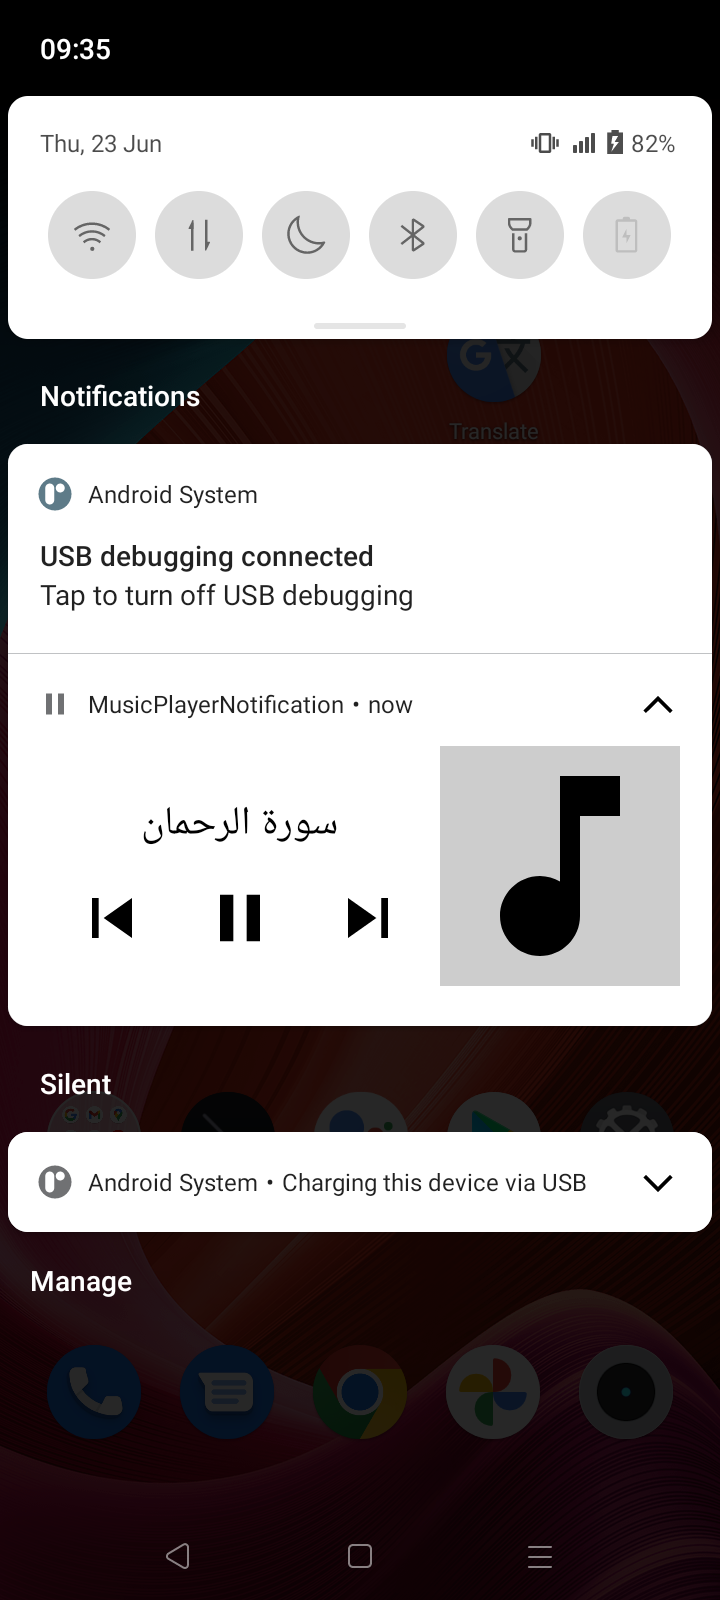 09:35
Thu, 23 Jun
82%
Translate
Notifications
Android System
USB debugging connected
Tap to turn off USB debugging
MusicPlayerNotification • now
سورة الرحمان
Silent
Android System • Charging this device via USB
Manage